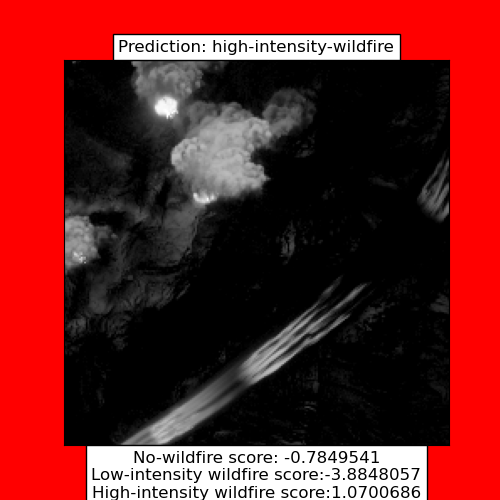 Prediction: high-intensity-wildfire
No-wildfire score: -0.7849541
Low-intensity wildfire score:-3.8848057
High-intensity wildfire score:1.0700686